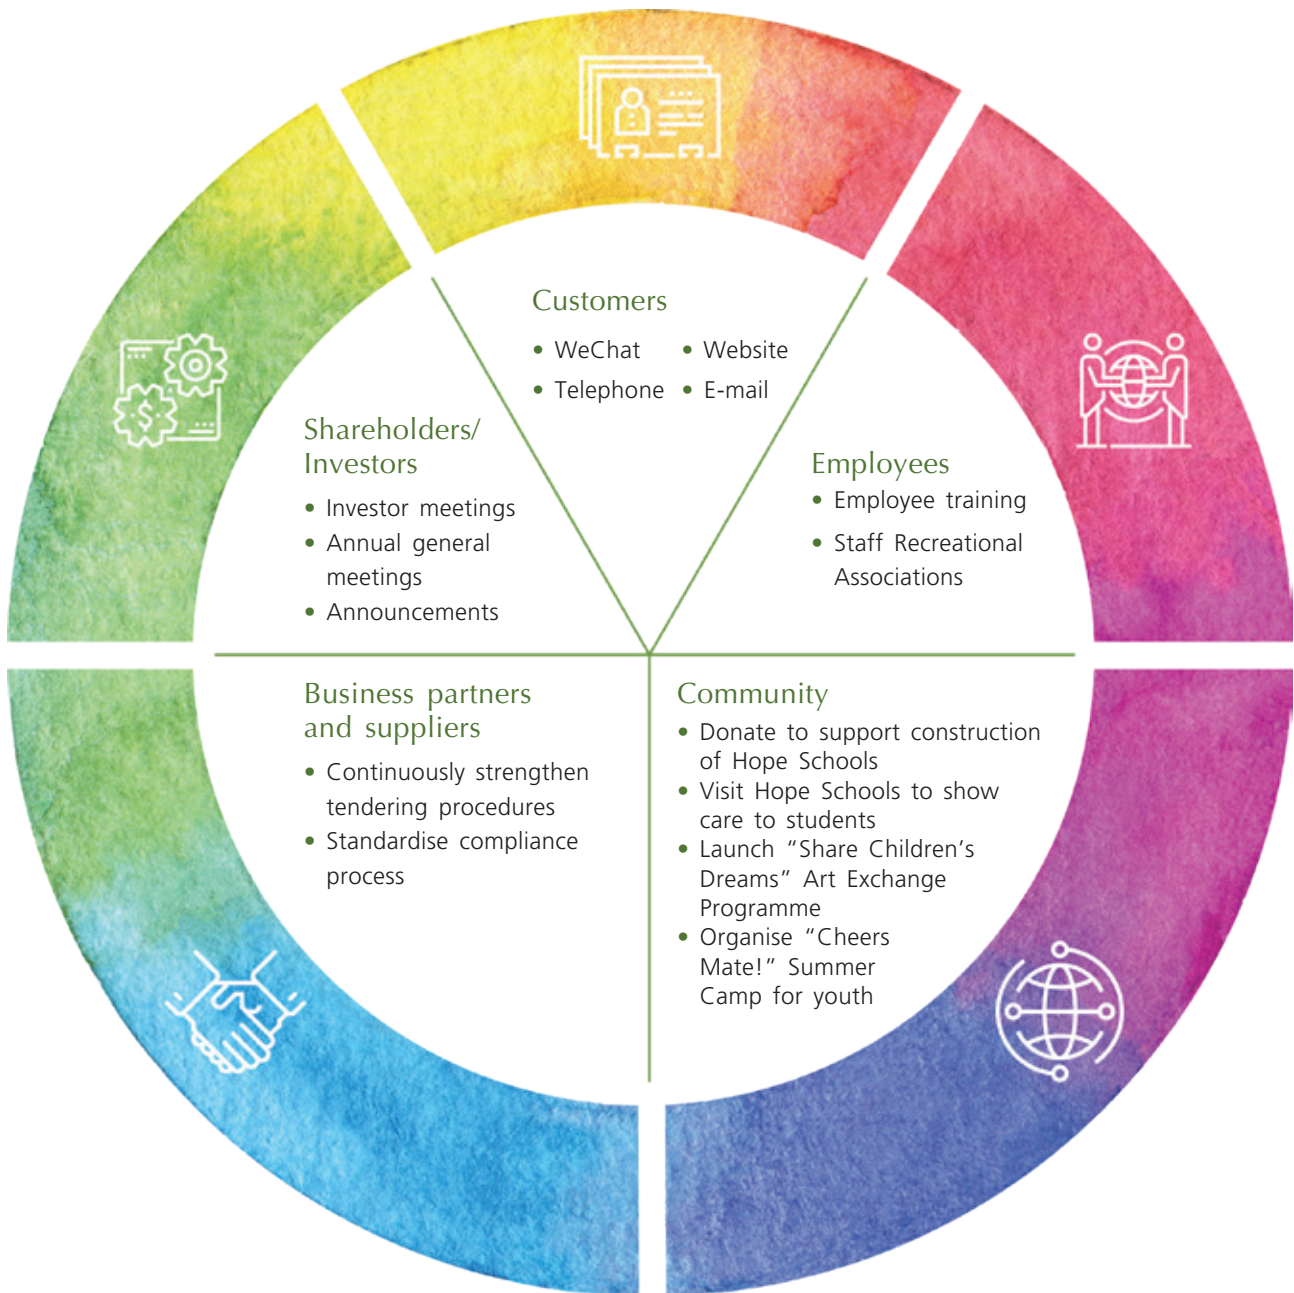 Customers
• WeChat • Website
• Telephone • E-mail
Shareholders/
Investors
• Investor meetings
• Annual general
meetings
• Announcements
Employees
• Employee training
• Staff Recreational
Associations
Business partners
and suppliers
• Continuously strengthen
tendering procedures
• Standardise compliance
process
Community
• Donate to support construction
of Hope Schools
• Visit Hope Schools to show
care to students
• Launch “Share Children’s
Dreams” Art Exchange
Programme
• Organise “Cheers
Mate!” Summer
Camp for youth
$